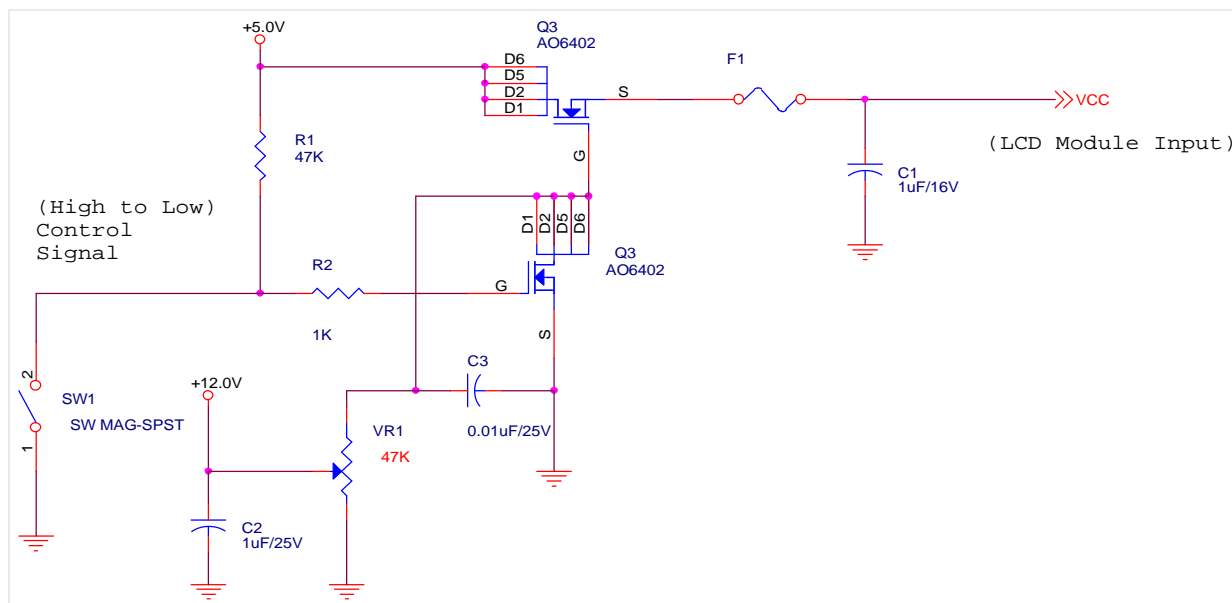 +5.0V
Q3
AO6402
F1
D6
D5
D2
D1
S
VCC
G
R1
47K
(LCD Module Input)
C1
1uF/16V
(High to Low)
Control
Signal
D1
D2
D5
D6
Q3
AO6402
R2
G
1K
S
C3
2
+12.0V
SW1
SW MAG-SPST
1
VR1
47K
0.01uF/25V
C2
1uF/25V